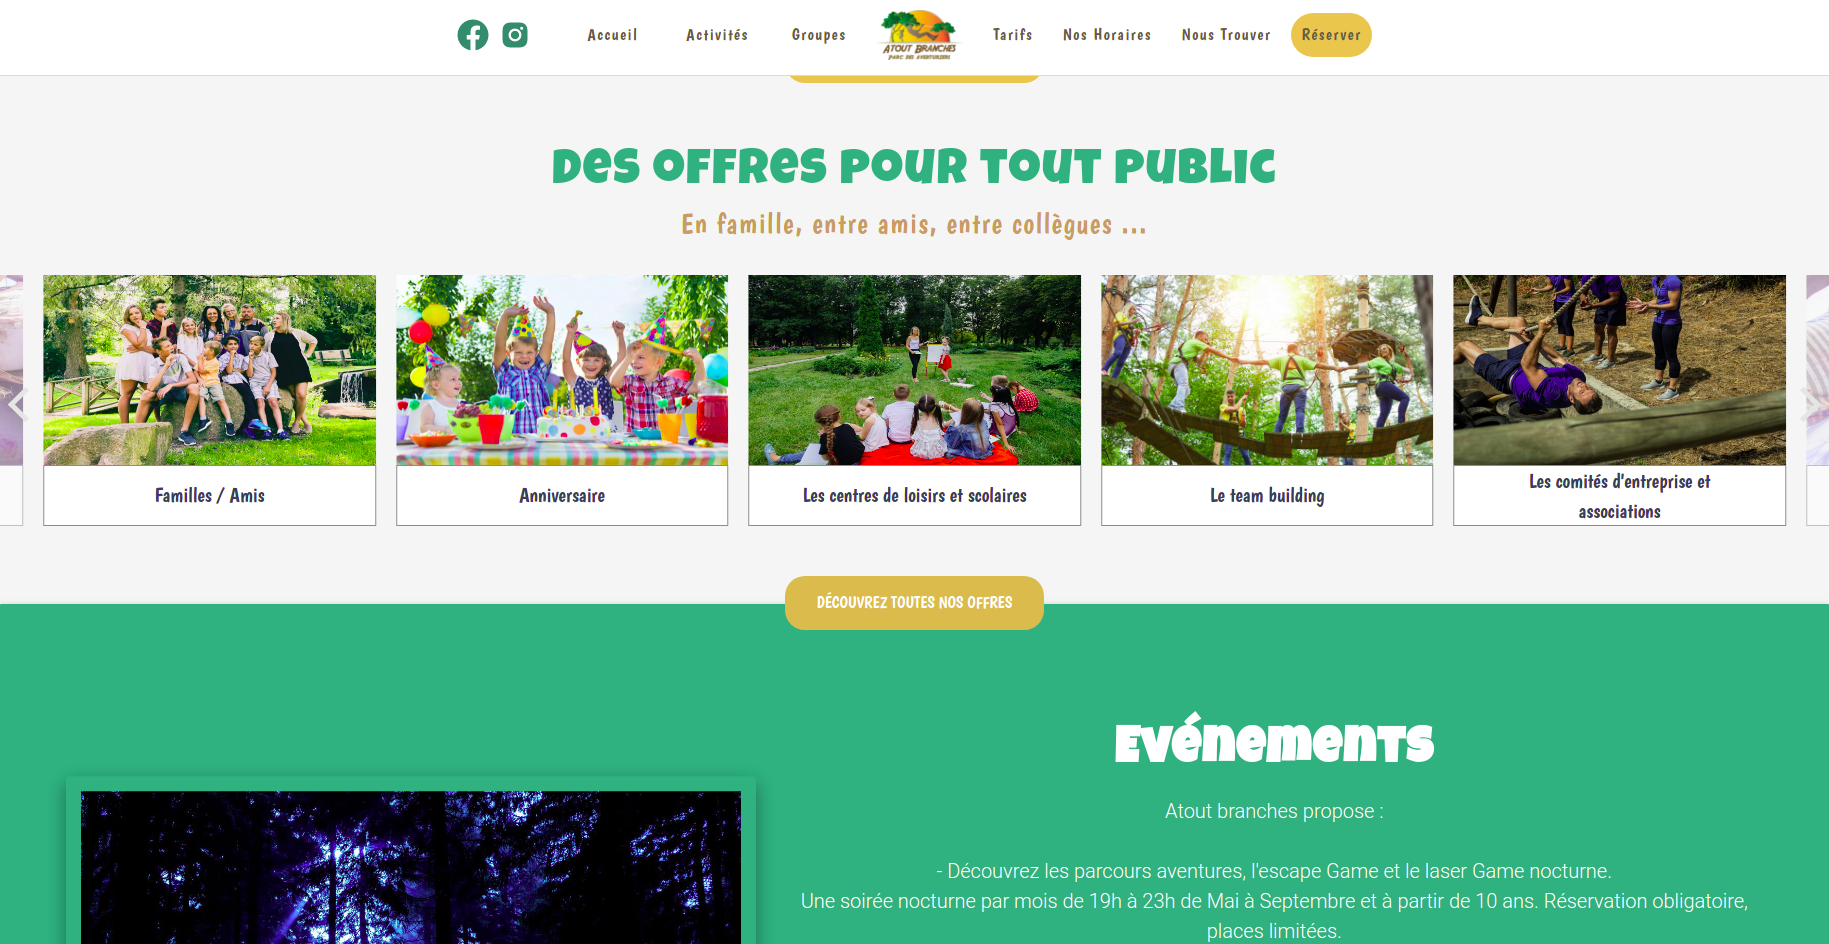 Accueil
Activités
Groupes
ATOUT BRANCHES
PARC DES AVENTURIERS
Tarifs
Nos Horaires
Nous Trouver
Réserver
Des offres pour tout public
En famille, entre amis, entre collègues ...
Familles / Amis
Anniversaire
Les centres de loisirs et scolaires
Le team building
Les comités d'entreprise et
associations
DÉCOUVREZ TOUTES NOS OFFRES
Evénements
Atout branches propose :
- Découvrez les parcours aventures, l'escape Game et le laser Game nocturne.
Une soirée nocturne par mois de 19h à 23h de Mai à Septembre et à partir de 10 ans. Réservation obligatoire,
places limitées.